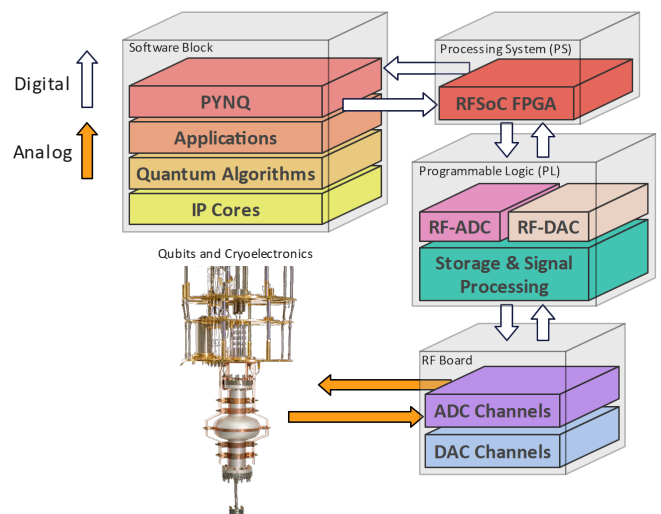 Software Block
Processing System (PS)
Digital
PYNQ
RFSoC FPGA
Applications
Analog
Quantum Algorithms
Programmable Logic (PL)
IP Cores
RF-ADC
RF-DAC
Storage & Signal
Processing
Qubits and Cryoelectronics
RF Board
ADC Channels
DAC Channels